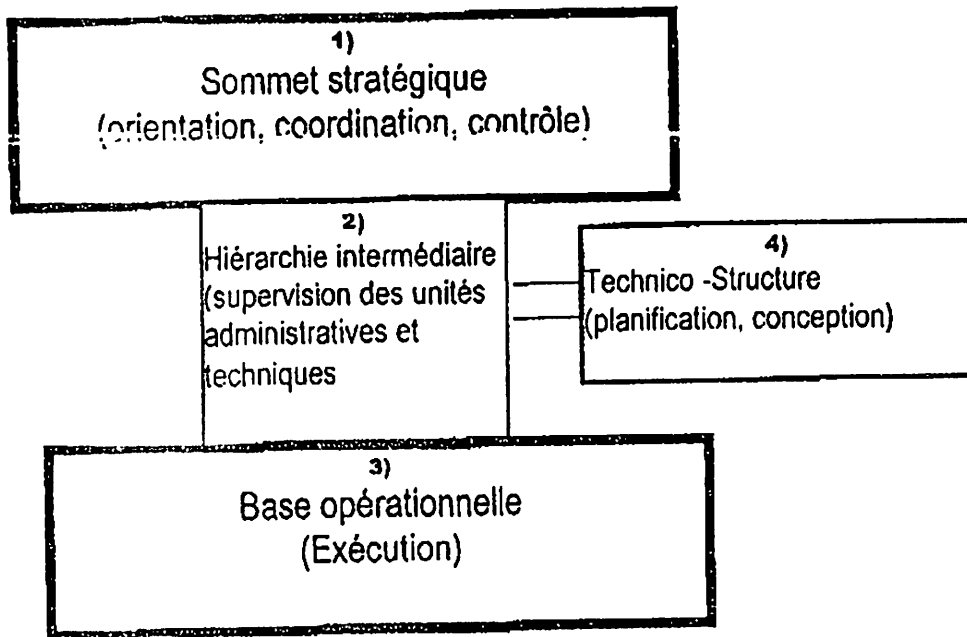 1)
Sommet stratégique
(orientation, coordination, contrôle)
2)
Hiérarchie intermédiaire
(supervision des unités
administratives et
techniques
4)
Technico -Structure
(planification, conception)
3)
Base opérationnelle
(Exécution)